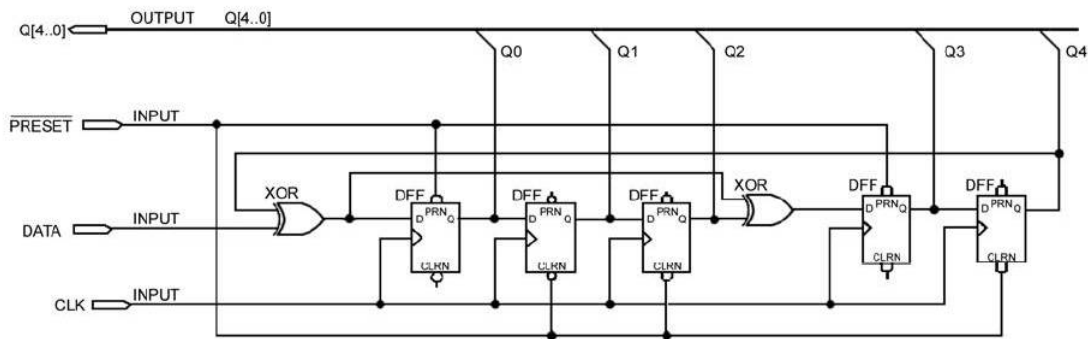 Q[4..0] OUTPUT Q[4..0]
Q0 Q1 Q2 Q3 Q4
PRESET INPUT
XOR DFF DFF DFF XOR DFF DFF
D PRN Q D PRN Q D PRN Q D PRN Q D PRN Q
DATA INPUT
CLRN CLRN CLRN CLRN CLRN
CLK INPUT